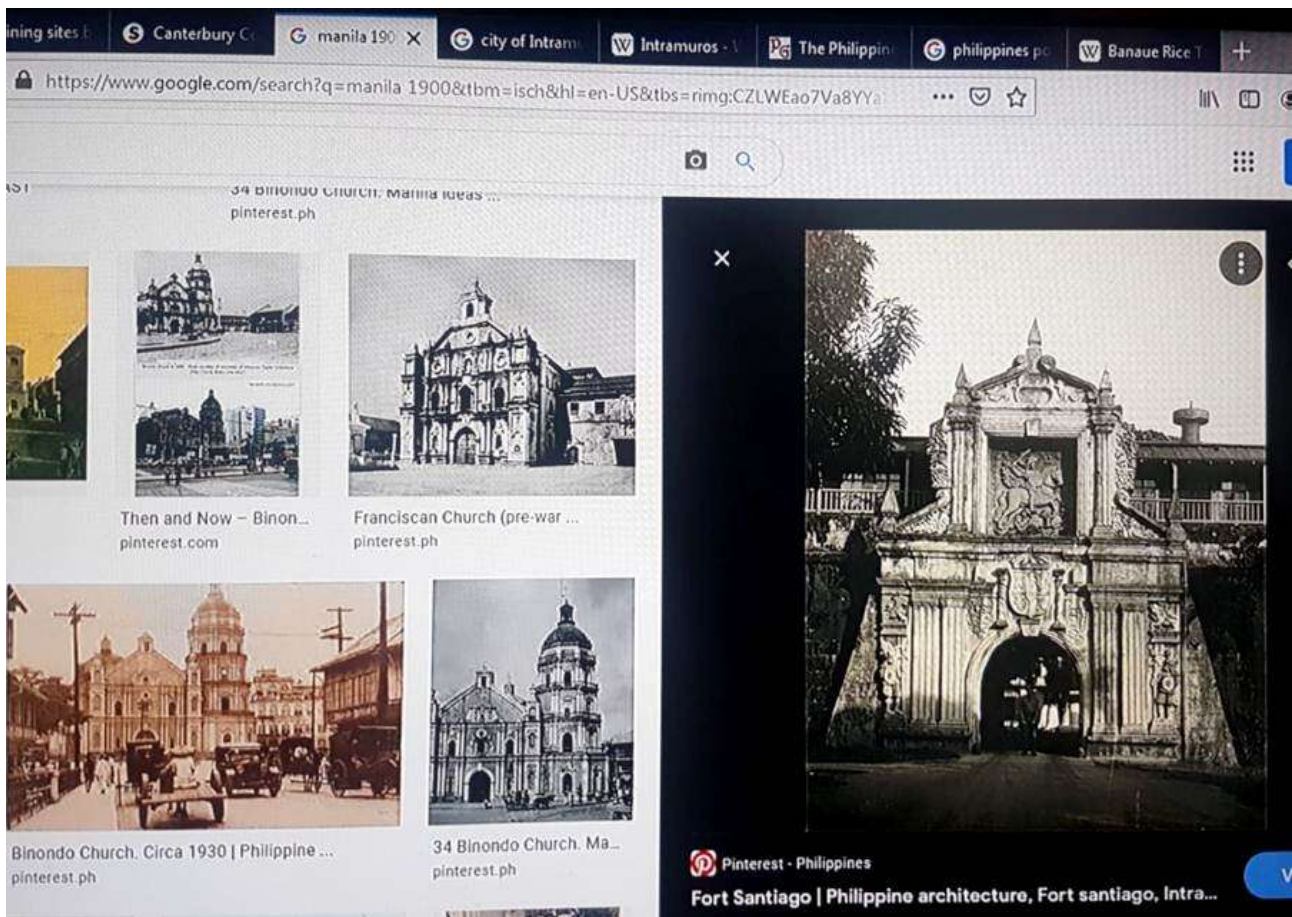 ining sites b
Canterbury C
manila 190
city of Intram
Intramuros -
The Philippin
philippines po
Banaue Rice T
https://www.google.com/search?q=manila 1900&tbm=isch&hl=en-US&tbs=rimg:CZLWEao7Va8YYa
34 Binondo Church. Manila Ideas ...
pinterest.ph
Then and Now – Binon...
pinterest.com
Franciscan Church (pre-war ...
pinterest.ph
Binondo Church. Circa 1930 | Philippine ...
pinterest.ph
34 Binondo Church. Ma...
pinterest.ph
Pinterest - Philippines
Fort Santiago | Philippine architecture, Fort santiago, Intra...